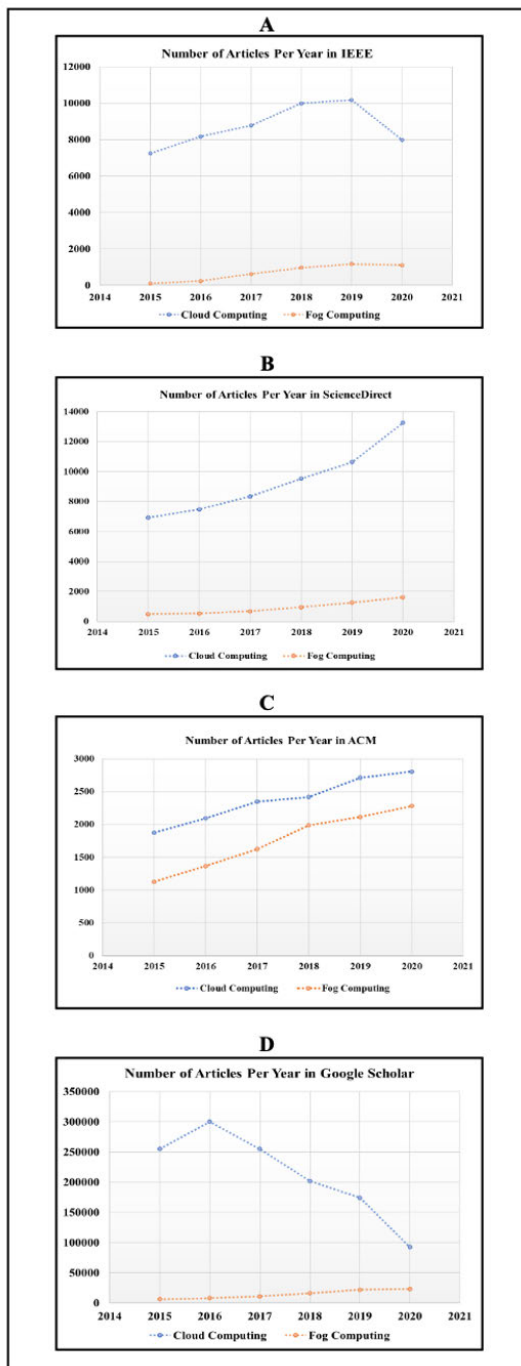 A
Number of Articles Per Year in IEEE
12000
10000
8000
6000
4000
2000
0
2014 2015 2016 2017 2018 2019 2020 2021
Cloud Computing Fog Computing
B
Number of Articles Per Year in ScienceDirect
14000
12000
10000
8000
6000
4000
2000
0
2014 2015 2016 2017 2018 2019 2020 2021
Cloud Computing Fog Computing
C
Number of Articles Per Year in ACM
3000
2500
2000
1500
1000
500
0
2014 2015 2016 2017 2018 2019 2020 2021
Cloud Computing Fog Computing
D
Number of Articles Per Year in Google Scholar
350000
300000
250000
200000
150000
100000
50000
0
2014 2015 2016 2017 2018 2019 2020 2021
Cloud Computing Fog Computing